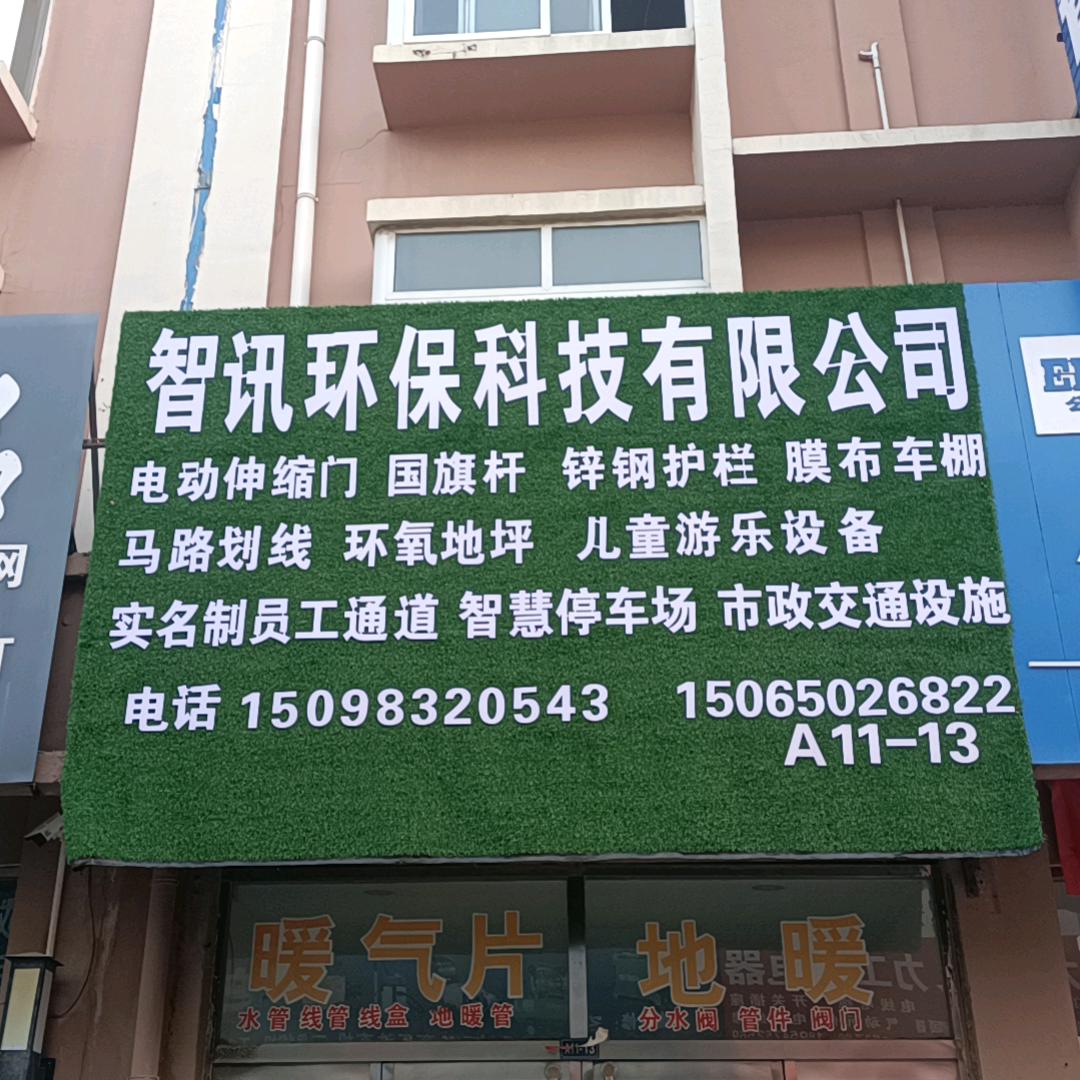 智讯环保科技有限公司
电动伸缩门 国旗杆 锌钢护栏 膜布车棚
马路划线 环氧地坪 儿童游乐设备
实名制员工通道 智慧停车场 市政交通设施
电话 15098320543 15065026822
A11-13
网
暖气片 地暖
水管 线管 线盒 地暖管 分水阀 管件 阀门
A11-13